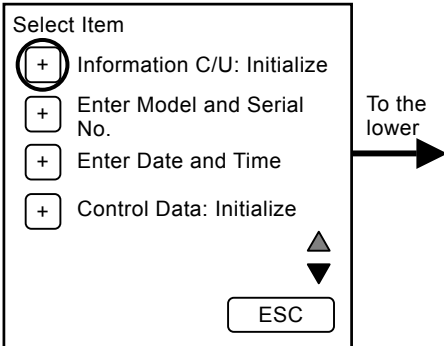 Select Item
+ Information C/U: Initialize
+ Enter Model and Serial
No.
+ Enter Date and Time
+ Control Data: Initialize
ESC
To the
lower